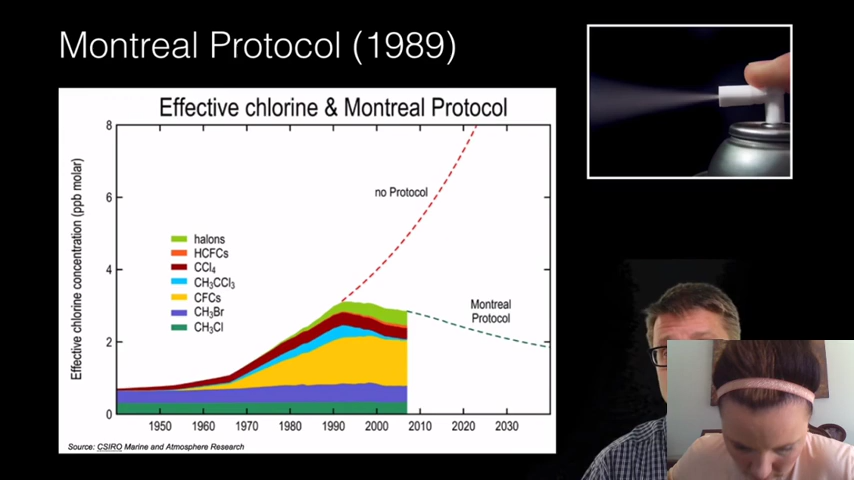 Montreal Protocol (1989)
Effective chlorine & Montreal Protocol
Effective chlorine concentration (ppb molar)
8
6
4
2
0
no Protocol
halons
HCFCs
CCl₄
CH₃CCl₃
CFCs
CH₃Br
CH₃Cl
Montreal
Protocol
1950 1960 1970 1980 1990 2000 2010 2020 2030
Source: CSIRO Marine and Atmosphere Research